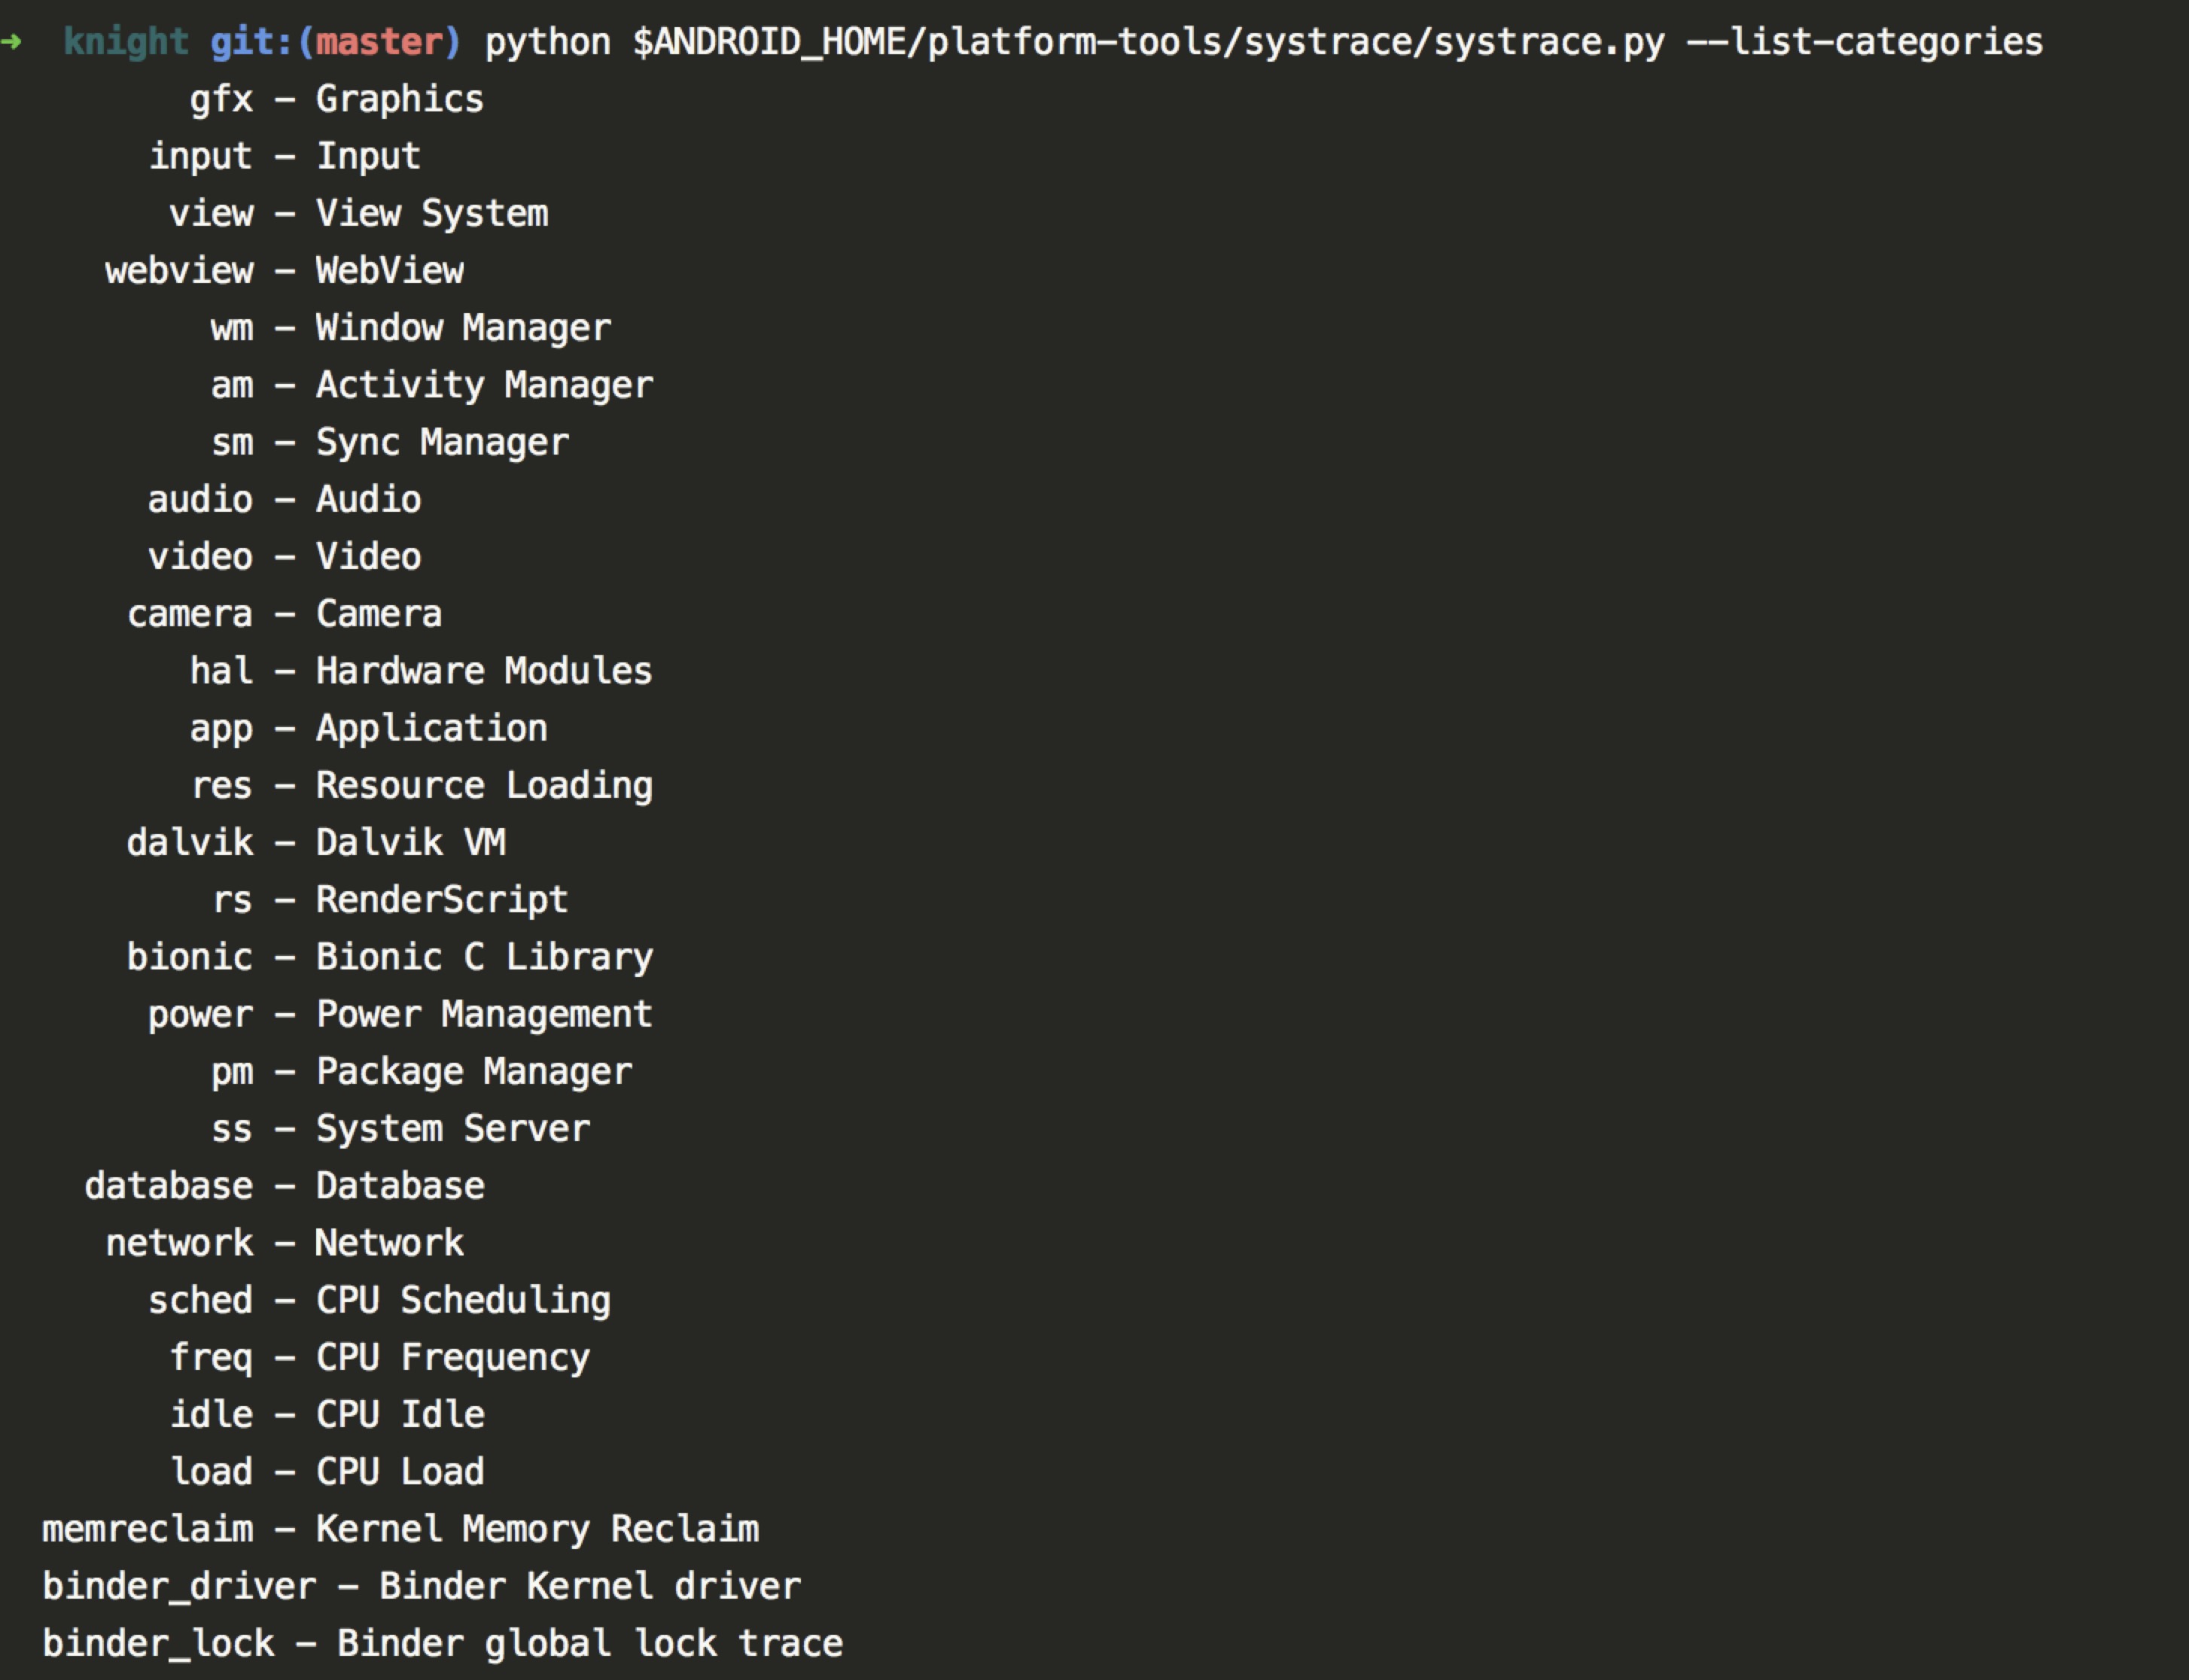 ➜  knight git:(master) python $ANDROID_HOME/platform-tools/systrace/systrace.py --list-categories
         gfx - Graphics
       input - Input
        view - View System
     webview - WebView
          wm - Window Manager
          am - Activity Manager
          sm - Sync Manager
       audio - Audio
       video - Video
      camera - Camera
         hal - Hardware Modules
         app - Application
         res - Resource Loading
      dalvik - Dalvik VM
          rs - RenderScript
      bionic - Bionic C Library
       power - Power Management
          pm - Package Manager
          ss - System Server
    database - Database
     network - Network
       sched - CPU Scheduling
        freq - CPU Frequency
        idle - CPU Idle
        load - CPU Load
  memreclaim - Kernel Memory Reclaim
  binder_driver - Binder Kernel driver
  binder_lock - Binder global lock trace